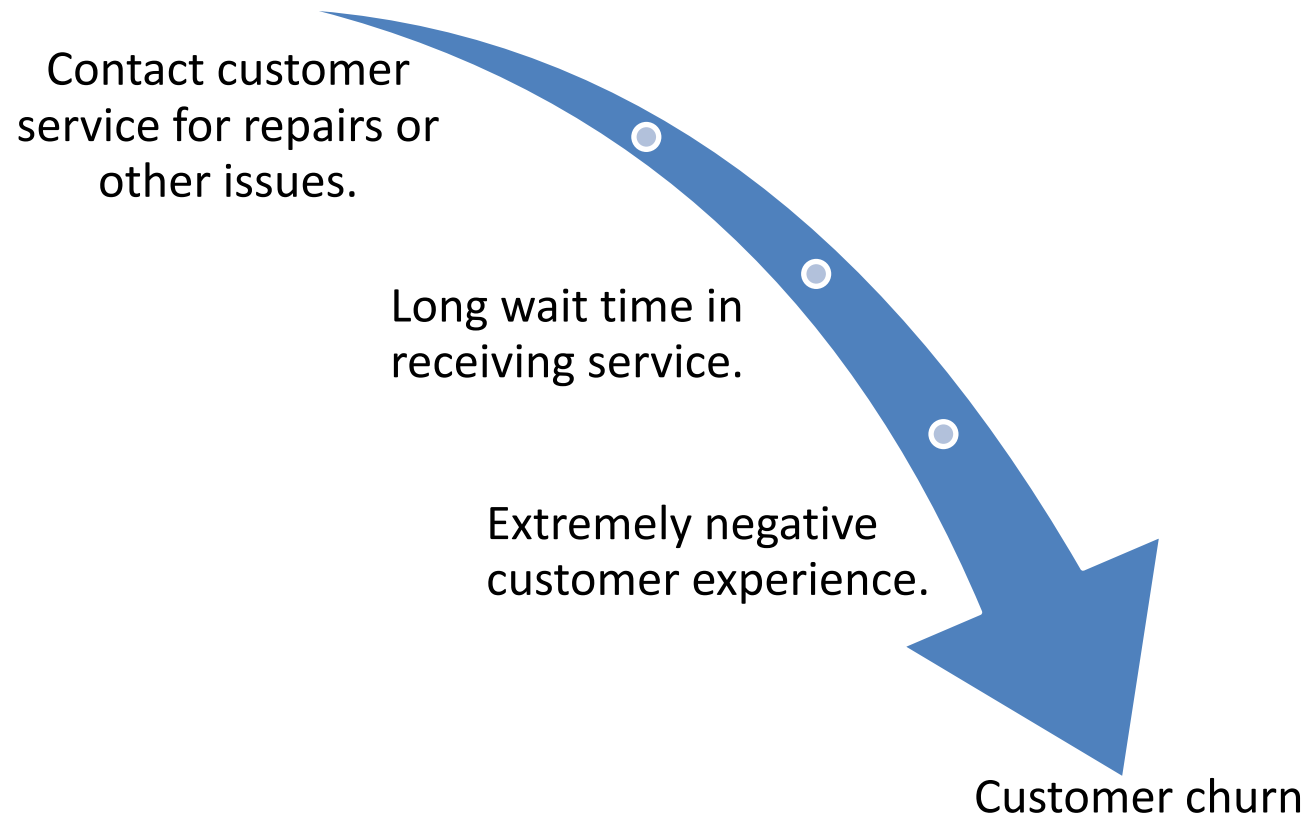 Contact customer
service for repairs or
other issues.
Long wait time in
receiving service.
Extremely negative
customer experience.
Customer churn